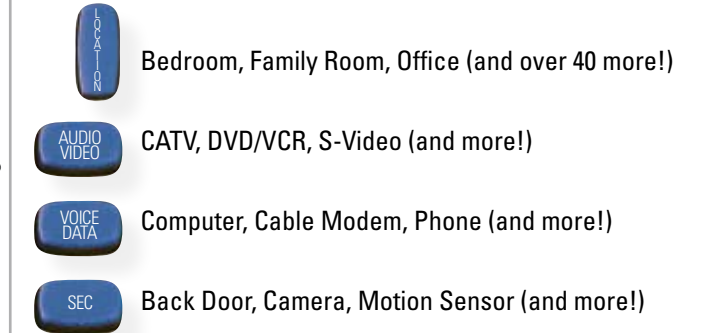 LOCATION
Bedroom, Family Room, Office (and over 40 more!)
AUDIO
VIDEO
CATV, DVD/VCR, S-Video (and more!)
VOICE
DATA
Computer, Cable Modem, Phone (and more!)
SEC
Back Door, Camera, Motion Sensor (and more!)